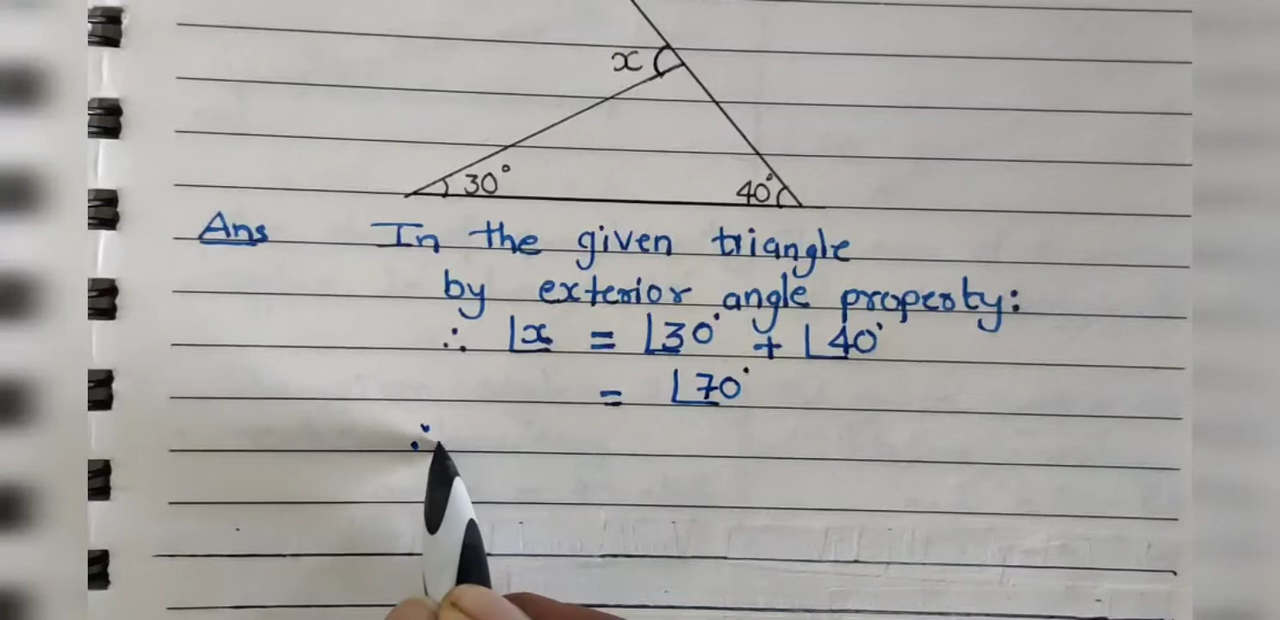 x
30°
40°
Ans In the given triangle
by exterior angle property:
∴ ∠x = ∠30° + ∠40°
= ∠70°
∴